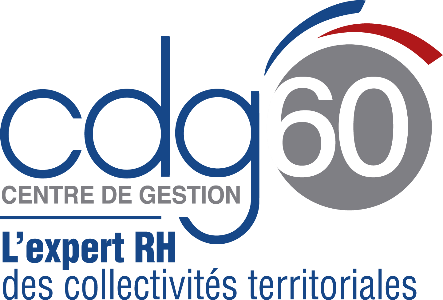 cdg60
CENTRE DE GESTION
L'expert RH
des collectivités territoriales